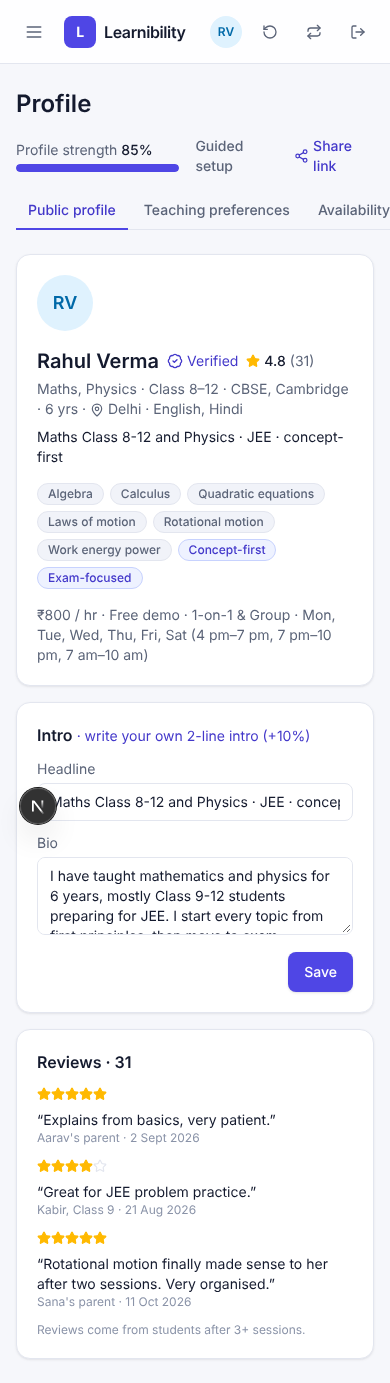 L Learnibility RV
Profile
Profile strength 85%
Guided setup
Share link
Public profile Teaching preferences Availability
RV
Rahul Verma Verified 4.8 (31)
Maths, Physics · Class 8–12 · CBSE, Cambridge
· 6 yrs · Delhi · English, Hindi
Maths Class 8-12 and Physics · JEE · concept-
first
Algebra Calculus Quadratic equations
Laws of motion Rotational motion
Work energy power Concept-first
Exam-focused
₹800 / hr · Free demo · 1-on-1 & Group · Mon,
Tue, Wed, Thu, Fri, Sat (4 pm–7 pm, 7 pm–10
pm, 7 am–10 am)
Intro · write your own 2-line intro (+10%)
Headline
N
Maths Class 8-12 and Physics · JEE · concep
Bio
I have taught mathematics and physics for
6 years, mostly Class 9-12 students
preparing for JEE. I start every topic from
Save
Reviews · 31
“Explains from basics, very patient.”
Aarav's parent · 2 Sept 2026
“Great for JEE problem practice.”
Kabir, Class 9 · 21 Aug 2026
“Rotational motion finally made sense to her
after two sessions. Very organised.”
Sana's parent · 11 Oct 2026
Reviews come from students after 3+ sessions.